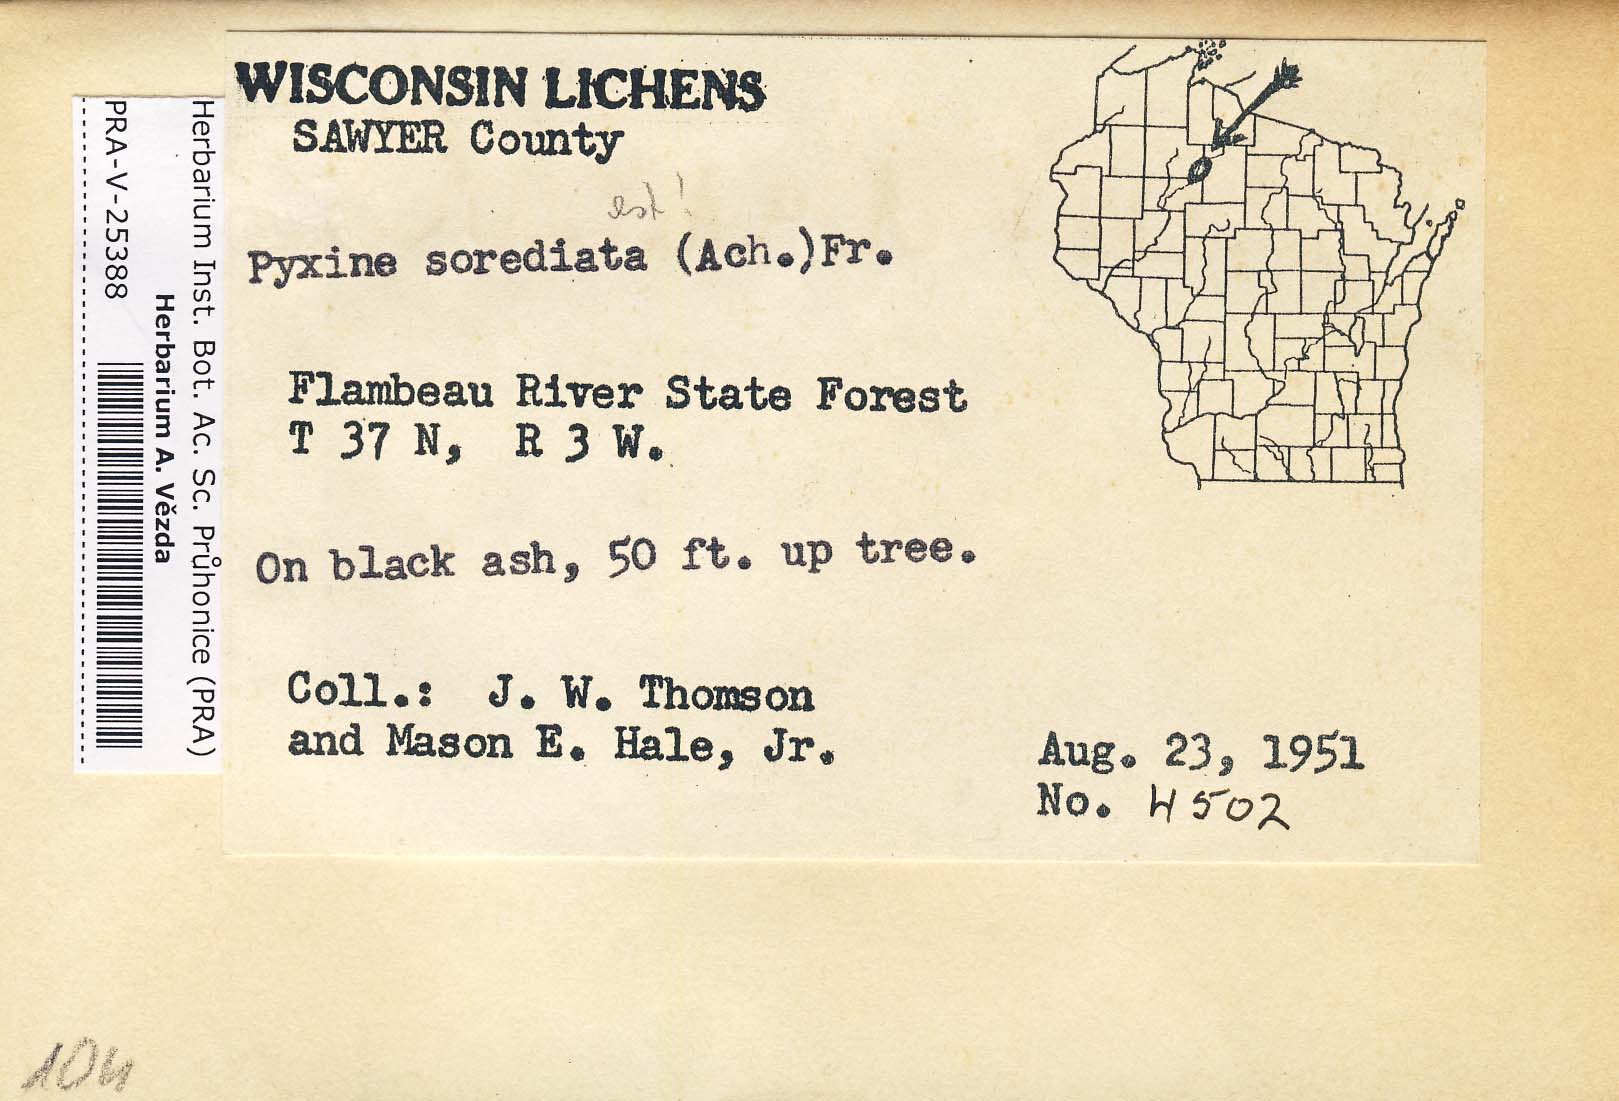 WISCONSIN LICHENS
SAWYER County
est!
Pyxine sorediata (Ach.)Fr.
Flambeau River State Forest
T 37 N, R 3 W.
On black ash, 50 ft. up tree.
Coll.: J. W. Thomson
and Mason E. Hale, Jr.
Aug. 23, 1951
No. 4502
Herbarium Inst. Bot. Ac. Sc. Průhonice (PRA)
Herbarium A. Vězda
PRA-V-25388
104